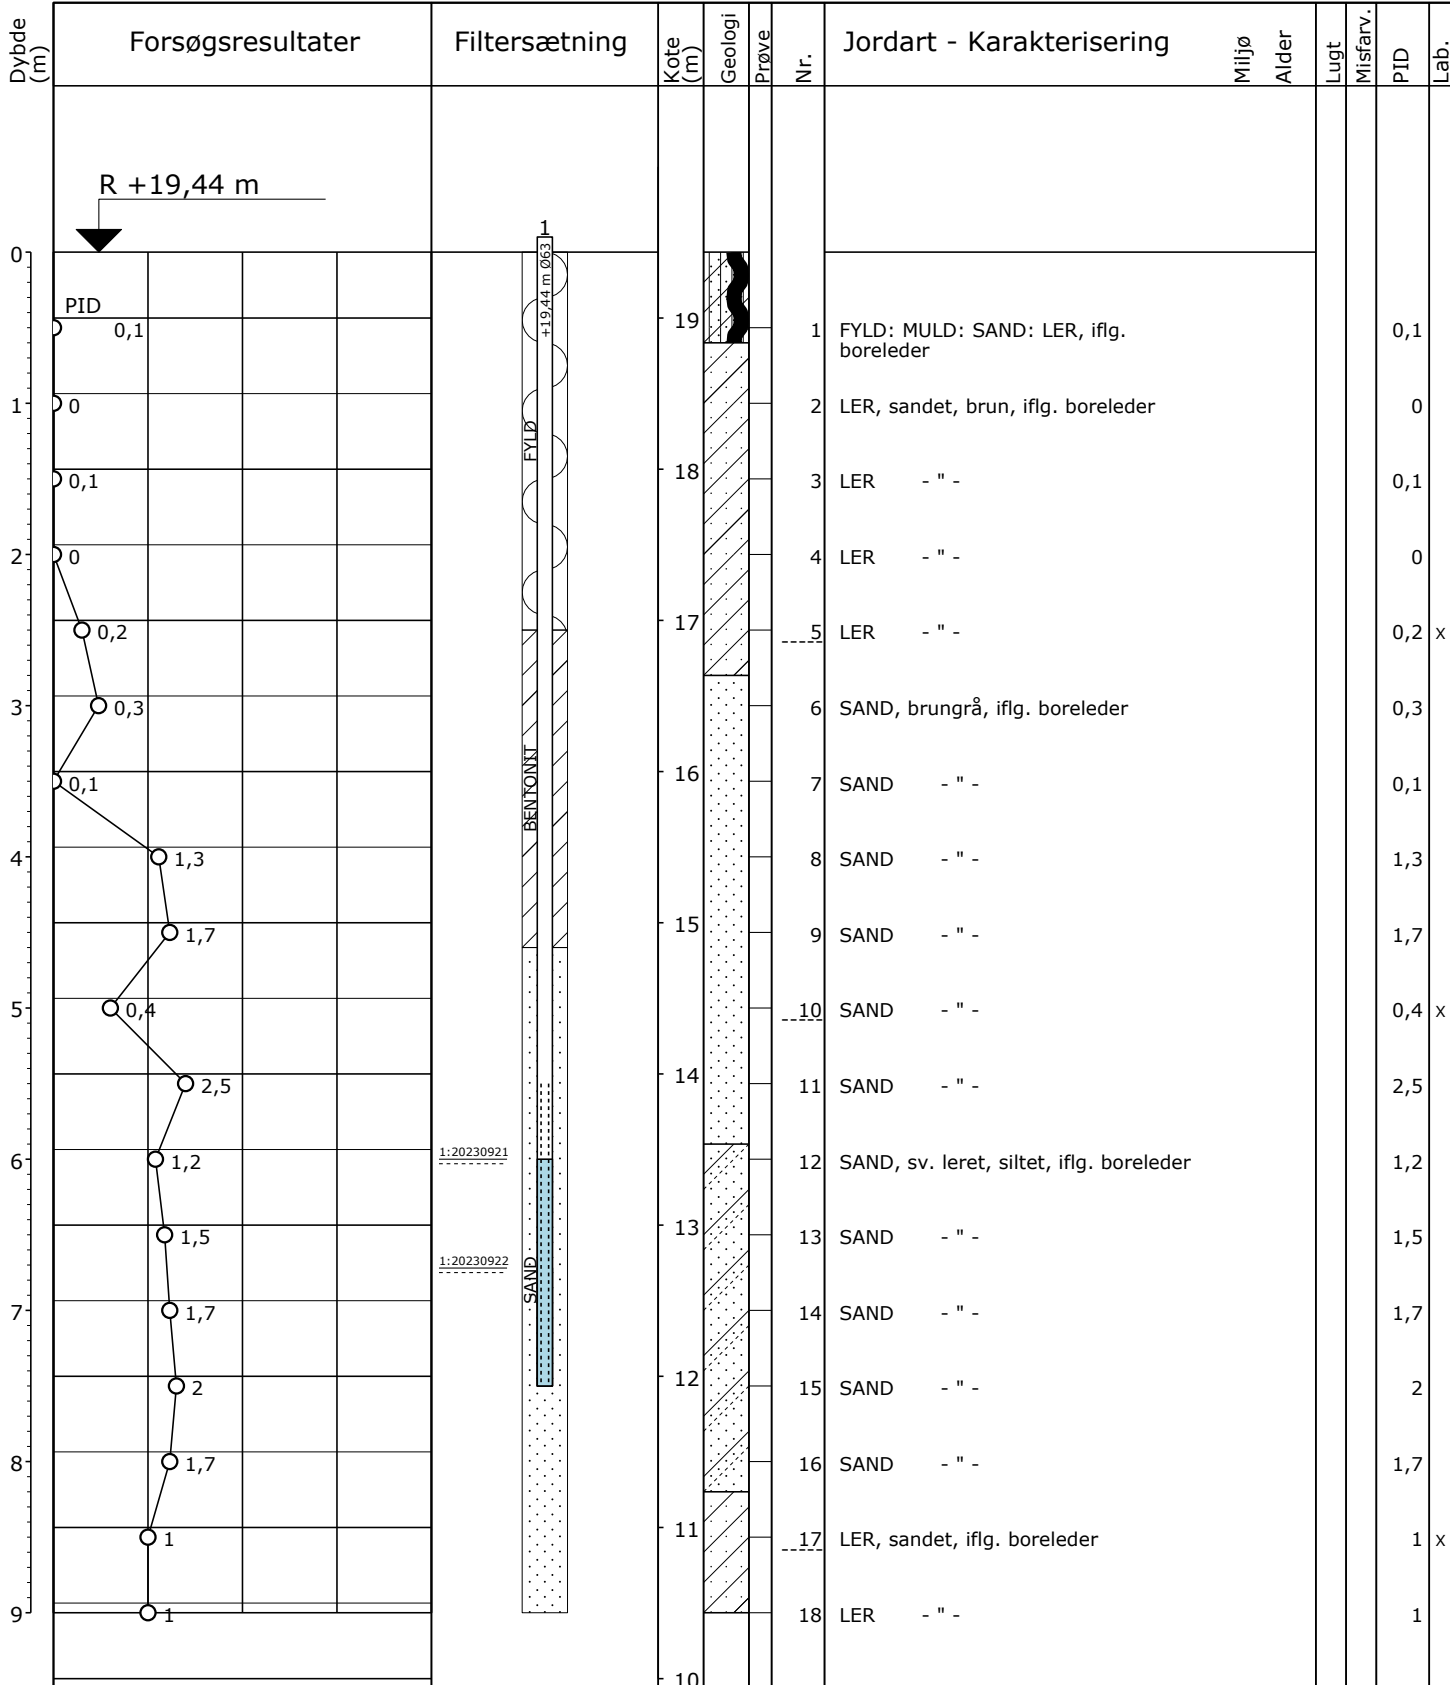 Dybde (m)
Forsøgsresultater
Filtersætning
Kote (m)
Geologi
Prøve
Nr.
Jordart - Karakterisering
Miljø
Alder
Lugt
Misfarv.
PID
Lab.
R +19,44 m
1
+19,44 m Ø63
0
PID
0,1
19
1 FYLD: MULD: SAND: LER, iflg. 0,1
boreleder
1 0 2 LER, sandet, brun, iflg. boreleder 0
FYLD
0,1 18 3 LER - " - 0,1
2 0 4 LER - " - 0
0,2 17 5 LER - " - 0,2 x
3 0,3 6 SAND, brungrå, iflg. boreleder 0,3
BENTONIT
0,1 16 7 SAND - " - 0,1
4 1,3 8 SAND - " - 1,3
1,7 15 9 SAND - " - 1,7
5 0,4 10 SAND - " - 0,4 x
2,5 14 11 SAND - " - 2,5
1:20230921
6 1,2 12 SAND, sv. leret, siltet, iflg. boreleder 1,2
1,5 13 13 SAND - " - 1,5
1:20230922
SAND
7 1,7 14 SAND - " - 1,7
2 12 15 SAND - " - 2
8 1,7 16 SAND - " - 1,7
1 11 17 LER, sandet, iflg. boreleder 1 x
9 1 18 LER - " - 1
10